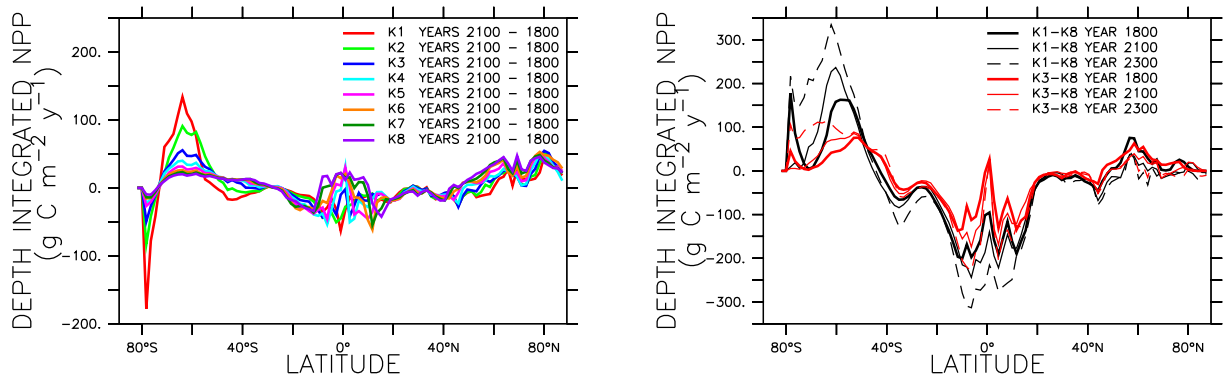 DEPTH INTEGRATED NPP
(g C m⁻² y⁻¹)
200.
100.
0.
-100.
-200.
80°S
40°S
0°
40°N
80°N
LATITUDE
K1 YEARS 2100 - 1800
K2 YEARS 2100 - 1800
K3 YEARS 2100 - 1800
K4 YEARS 2100 - 1800
K5 YEARS 2100 - 1800
K6 YEARS 2100 - 1800
K7 YEARS 2100 - 1800
K8 YEARS 2100 - 1800
DEPTH INTEGRATED NPP
(g C m⁻² y⁻¹)
300.
200.
100.
0.
-100.
-200.
-300.
80°S
40°S
0°
40°N
80°N
LATITUDE
K1-K8 YEAR 1800
K1-K8 YEAR 2100
K1-K8 YEAR 2300
K3-K8 YEAR 1800
K3-K8 YEAR 2100
K3-K8 YEAR 2300